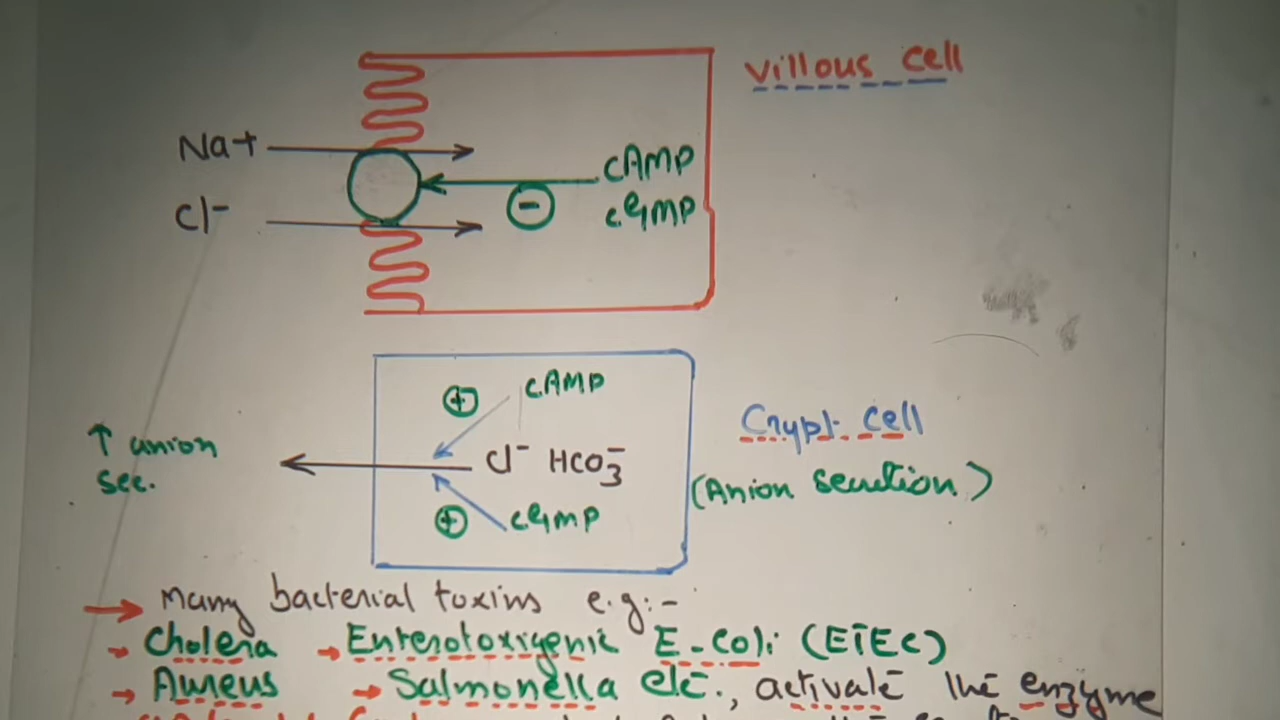 Villous cell
Na+
cAMP
Cl-
cGMP
cAMP
↑ anion
sec.
Cl- HCO3-
Crypt cell
(Anion secretion)
cGMP
→ Many bacterial toxins e.g:-
→ Cholera → Enterotoxigenic E-coli (ETEC)
→ Aureus → Salmonella etc., activate the enzyme